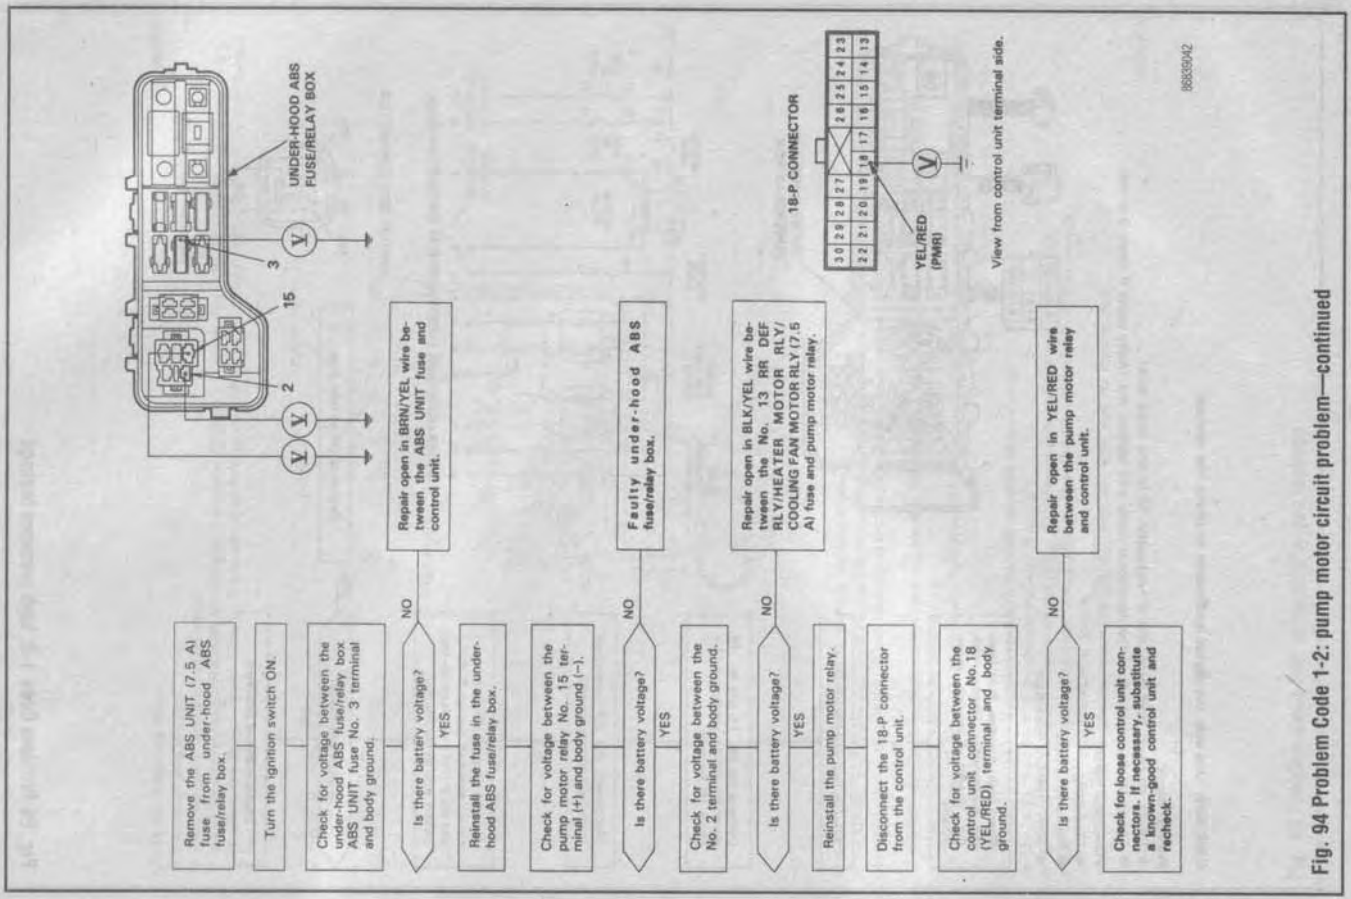 Remove the ABS UNIT (7.5 A)
fuse from under-hood ABS
fuse/relay box.
Turn the ignition switch ON.
Check for voltage between the
under-hood ABS fuse/relay box
ABS UNIT fuse No. 3 terminal
and body ground.
Is there battery voltage?
NO
Repair open in BRN/YEL wire be-
tween the ABS UNIT fuse and
control unit.
YES
Reinstall the fuse in the under-
hood ABS fuse/relay box.
Check for voltage between the
pump motor relay No. 15 ter-
minal (+) and body ground (–).
Is there battery voltage?
NO
Faulty under-hood ABS
fuse/relay box.
YES
Check for voltage between the
No. 2 terminal and body ground.
Is there battery voltage?
NO
Repair open in BLK/YEL wire be-
tween the No. 13 RR DEF
RLY/HEATER MOTOR RLY/
COOLING FAN MOTOR RLY (7.5
A) fuse and pump motor relay.
YES
Reinstall the pump motor relay.
Disconnect the 18-P connector
from the control unit.
Check for voltage between the
control unit connector No.18
(YEL/RED) terminal and body
ground.
Is there battery voltage?
NO
Repair open in YEL/RED wire
between the pump motor relay
and control unit.
YES
Check for loose control unit con-
nectors. If necessary, substitute
a known-good control unit and
recheck.
UNDER-HOOD ABS
FUSE/RELAY BOX
2
15
3
V
V
V
18-P CONNECTOR
30 29 28 27 26 25 24 23
22 21 20 19 18 17 16 15 14 13
YEL/RED
(PMR)
V
View from control unit terminal side.
86839042
Fig. 94 Problem Code 1-2: pump motor circuit problem—continued